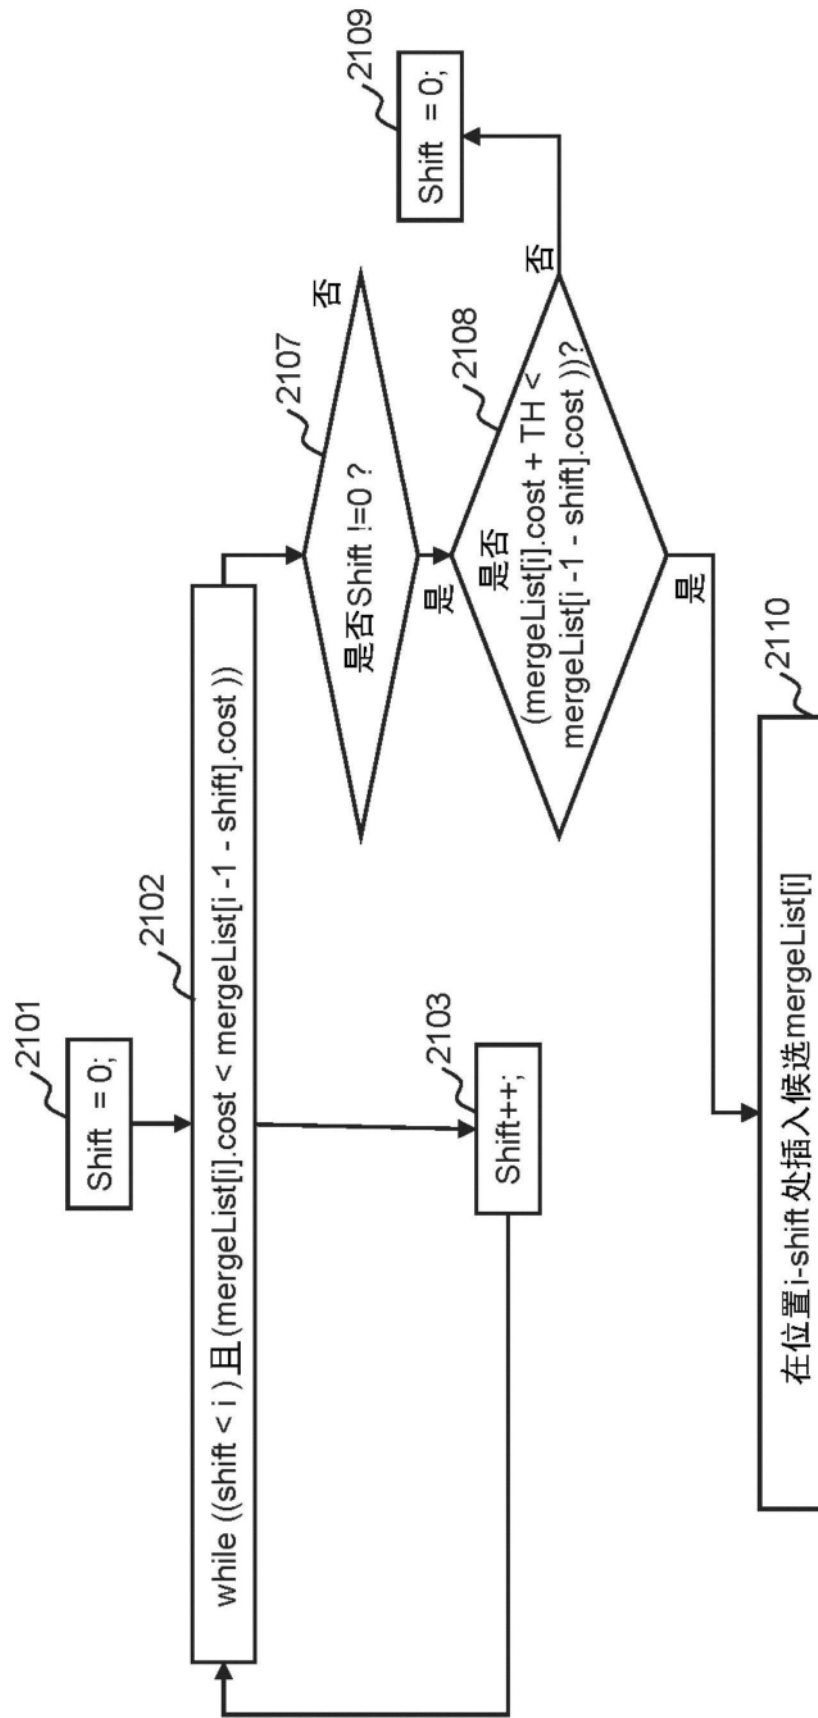 2101
Shift = 0;
2102
while ((shift < i ) 且 (mergeList[i].cost < mergeList[i -1 - shift].cost ))
2103
Shift++;
2107
是否Shift !=0 ?
否
是
2108
是否
(mergeList[i].cost + TH <
mergeList[i -1 - shift].cost ))?
否
2109
Shift = 0;
是
2110
在位置i-shift 处插入候选mergeList[i]